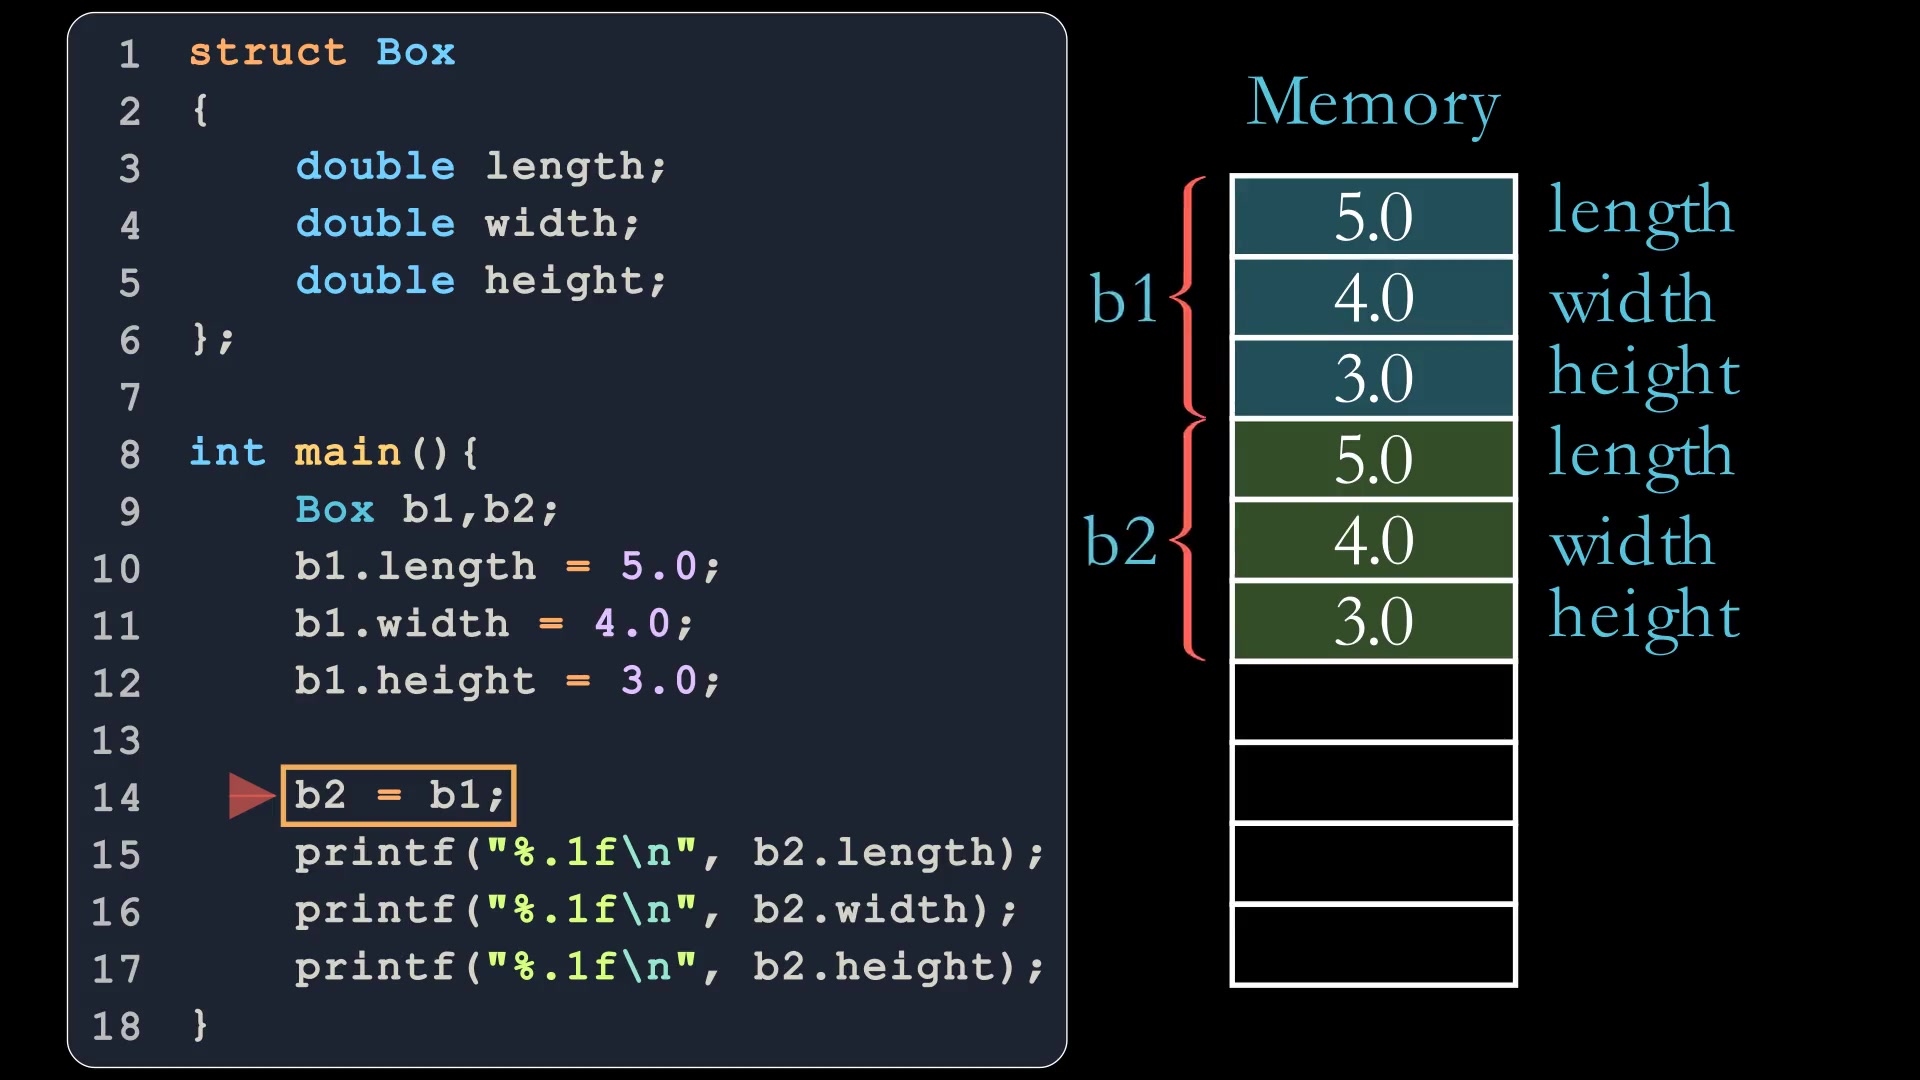 1 struct Box
2 {
3 double length;
4 double width;
5 double height;
6 };
7
8 int main(){
9 Box b1,b2;
10 b1.length = 5.0;
11 b1.width = 4.0;
12 b1.height = 3.0;
13
14 b2 = b1;
15 printf("%.1f\n", b2.length);
16 printf("%.1f\n", b2.width);
17 printf("%.1f\n", b2.height);
18 }
Memory
b1
5.0 length
4.0 width
3.0 height
b2
5.0 length
4.0 width
3.0 height